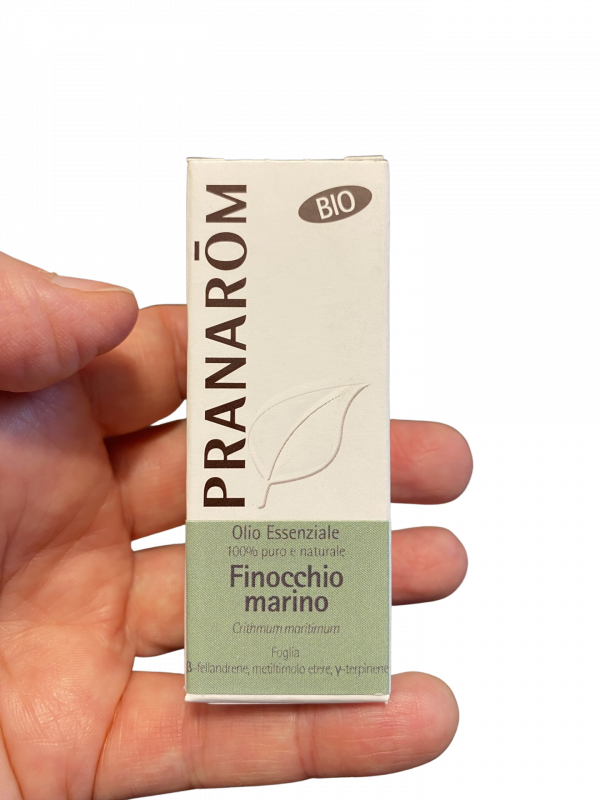 BIO
PRANARŌM
Olio Essenziale
100% puro e naturale
Finocchio
marino
Crithmum maritimum
Foglia
β-fellandrene, metiltimolo etere, γ-terpinene